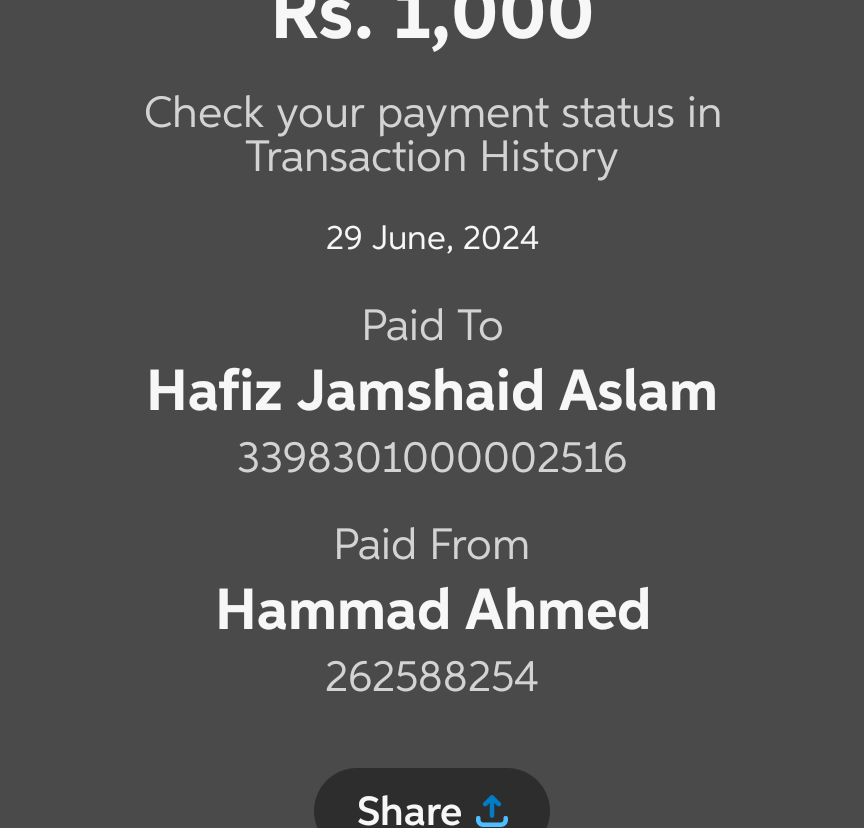 Rs. 1,000
Check your payment status in
Transaction History
29 June, 2024
Paid To
Hafiz Jamshaid Aslam
3398301000002516
Paid From
Hammad Ahmed
262588254
Share